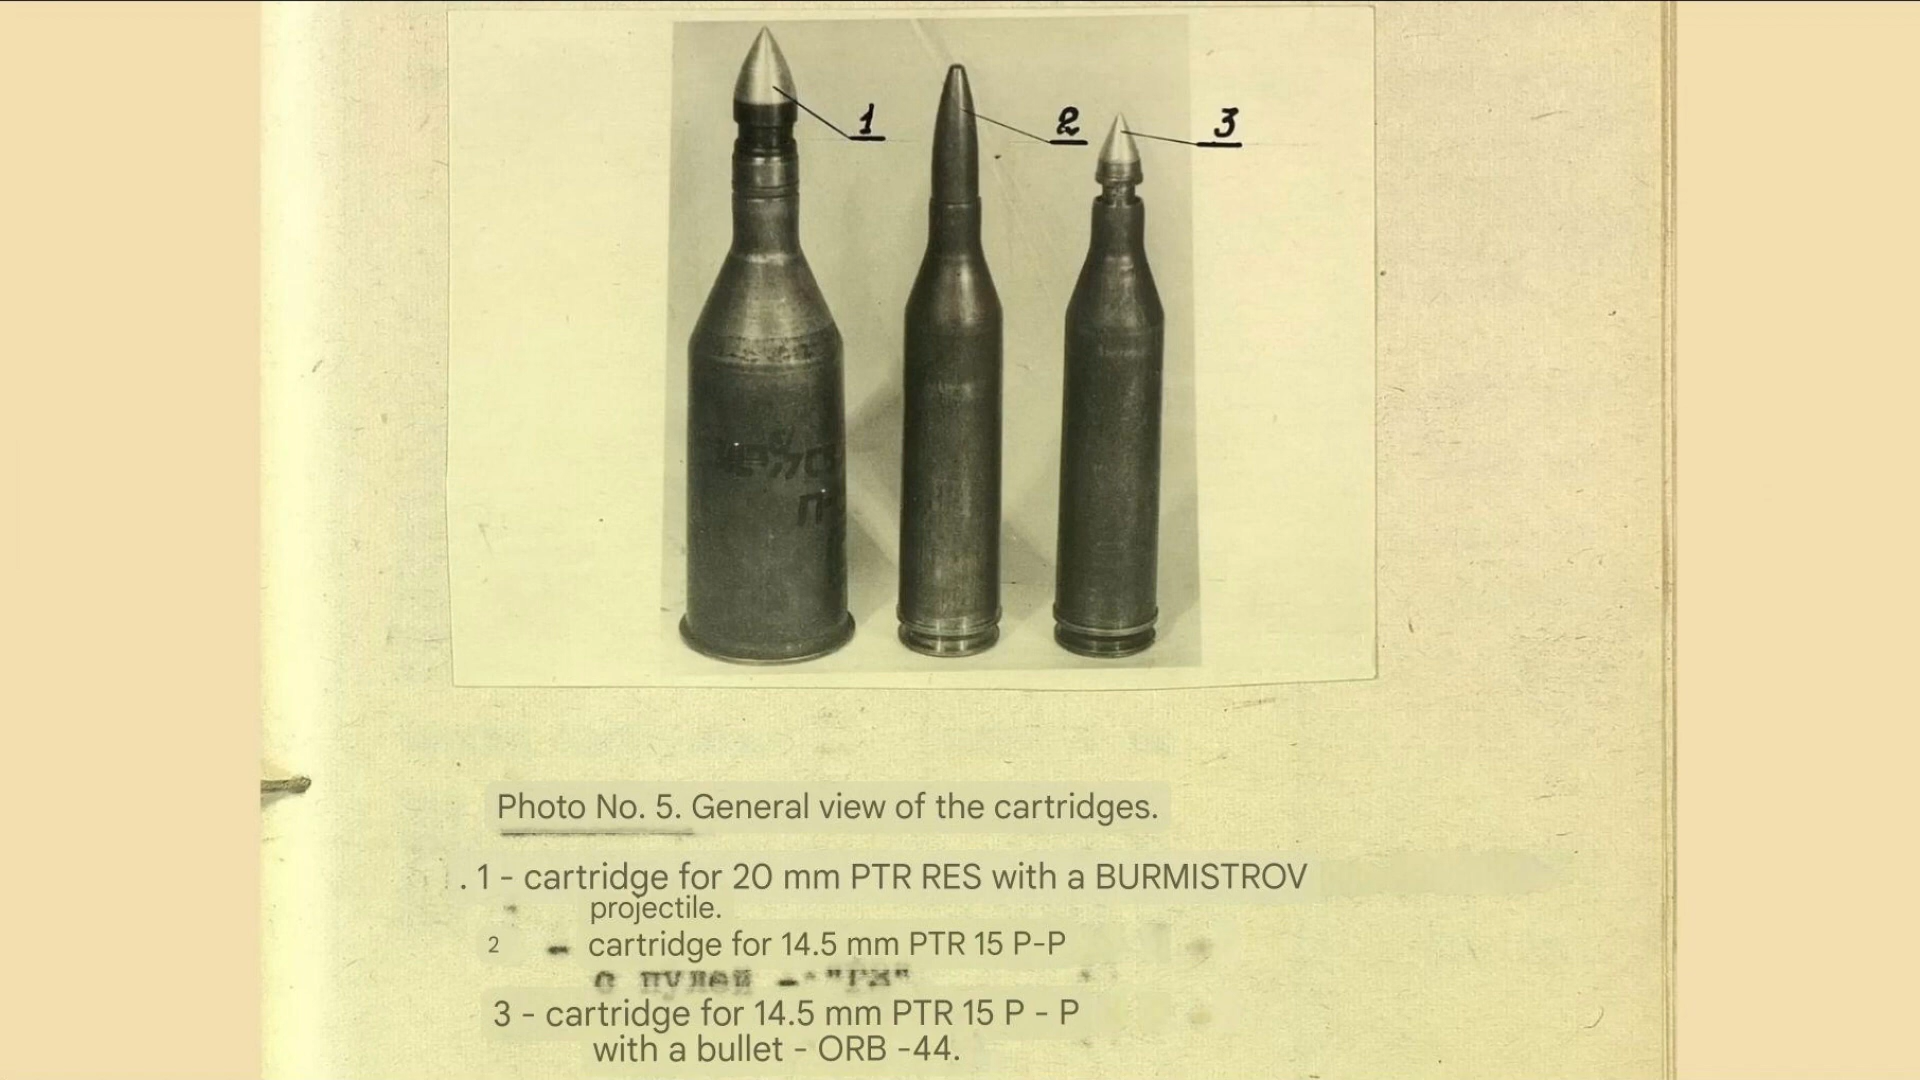 1 2 3
Photo No. 5. General view of the cartridges.
. 1 - cartridge for 20 mm PTR RES with a BURMISTROV
projectile.
2 - cartridge for 14.5 mm PTR 15 P-P
с пулей -
3 - cartridge for 14.5 mm PTR 15 P - P
with a bullet - ORB -44.